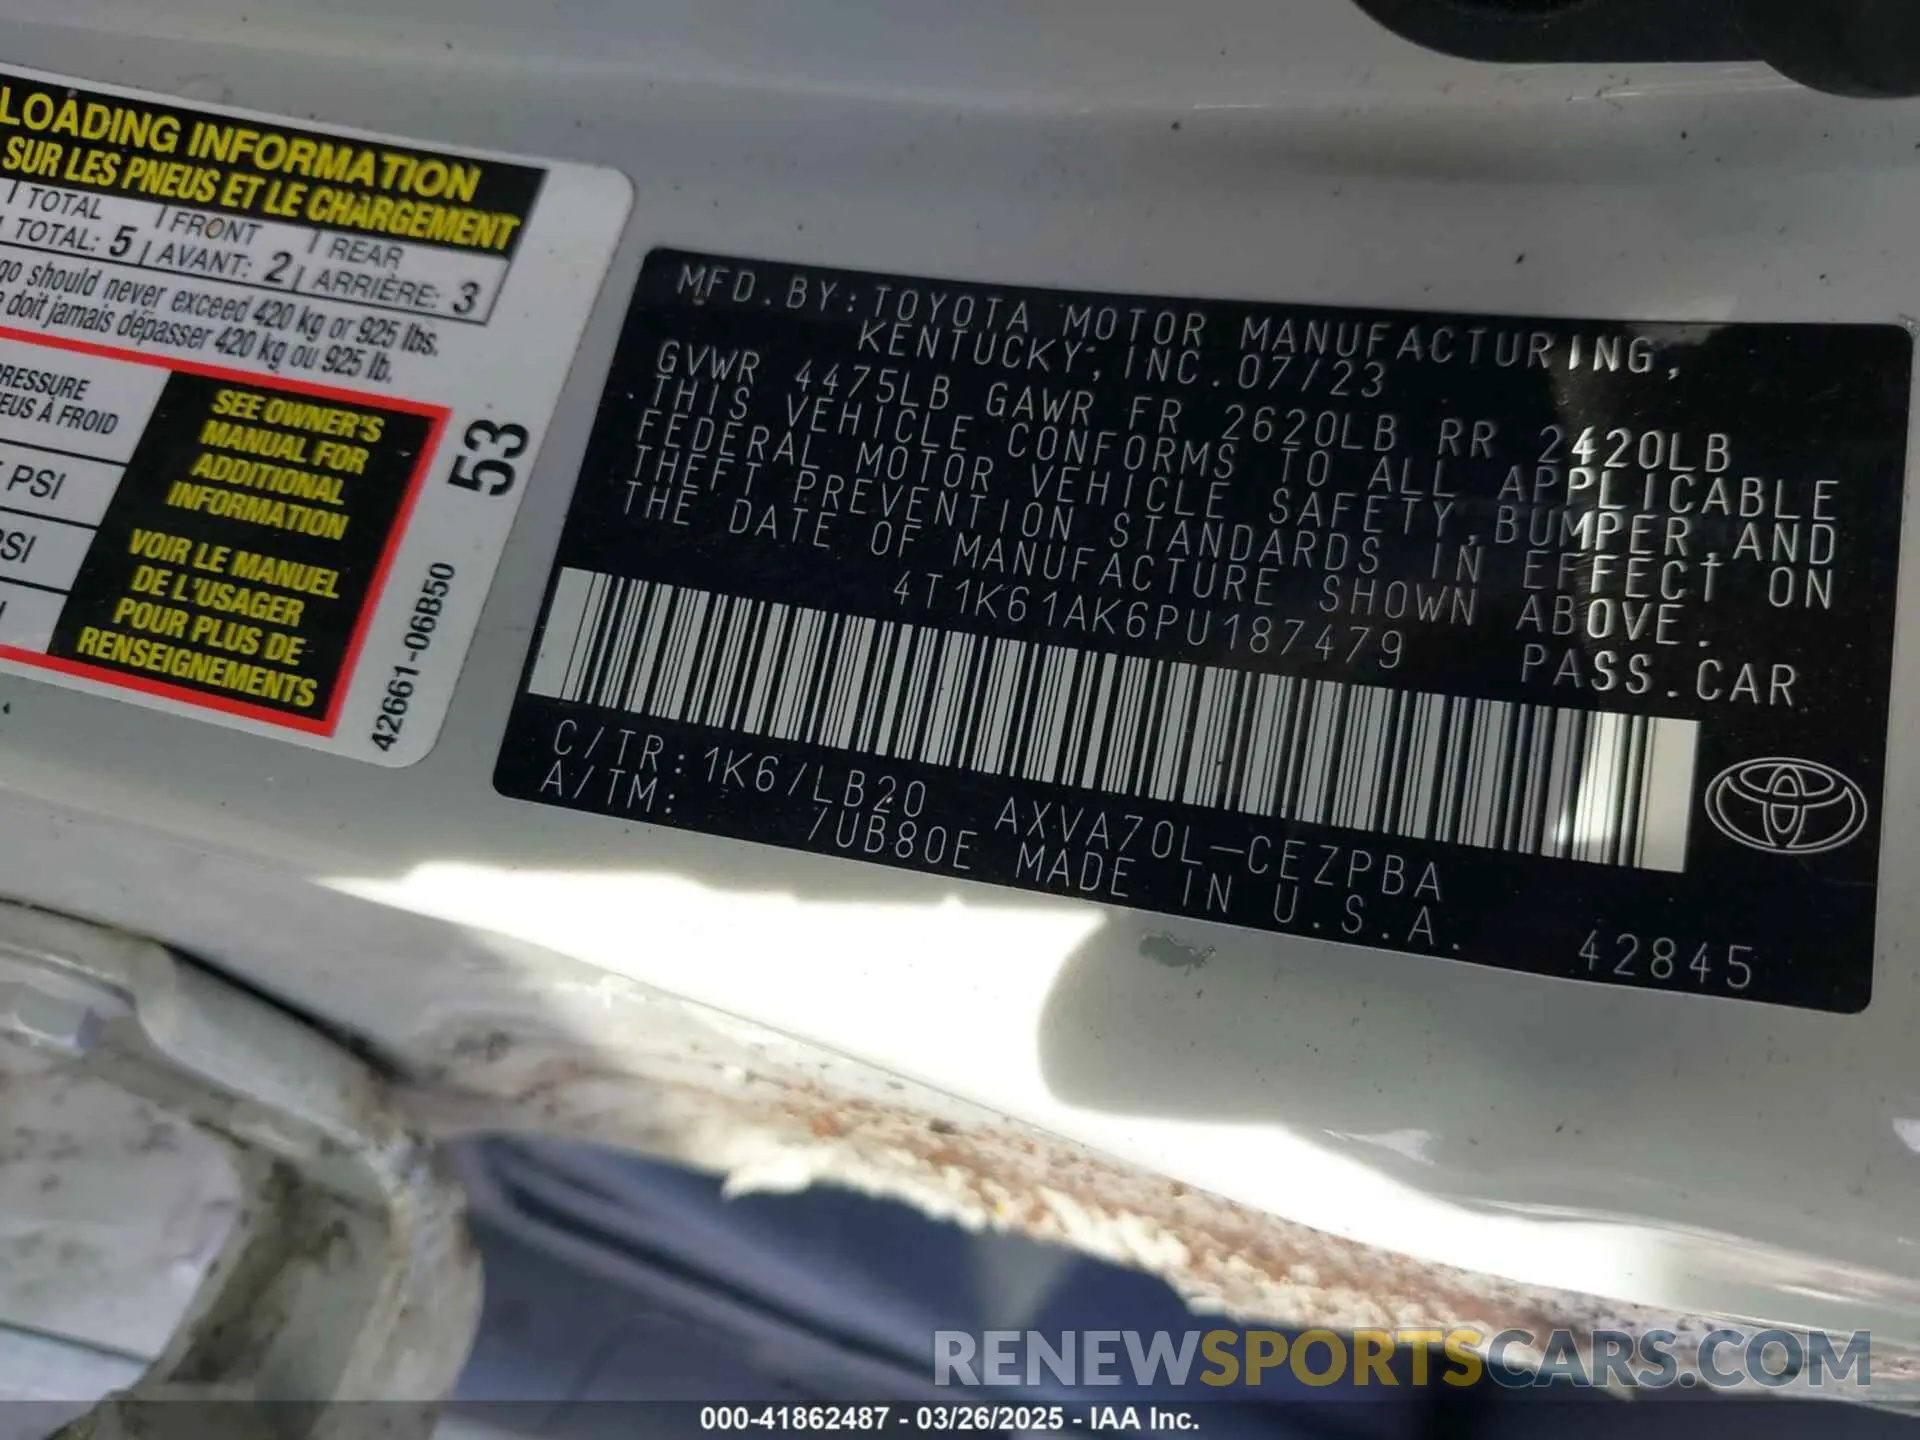 LOADING INFORMATION
SUR LES PNEUS ET LE CHARGEMENT
TOTAL FRONT REAR
TOTAL: 5 AVANT: 2 ARRIÈRE: 3
should never exceed 420 kg or 925 lbs.
doit jamais dépasser 420 kg ou 925 lb.
À FROID
PSI
SEE OWNER'S
MANUAL FOR
ADDITIONAL
INFORMATION
VOIR LE MANUEL
DE L'USAGER
POUR PLUS DE
RENSEIGNEMENTS
53
42661-06B50
MFD.BY:TOYOTA MOTOR MANUFACTURING,
KENTUCKY, INC.07/23
GVWR 4475LB GAWR FR 2620LB RR 2420LB
THIS VEHICLE CONFORMS TO ALL APPLICABLE
FEDERAL MOTOR VEHICLE SAFETY,BUMPER,AND
THEFT PREVENTION STANDARDS IN EFFECT ON
THE DATE OF MANUFACTURE SHOWN ABOVE.
4T1K61AK6PU187479 PASS.CAR
C/TR:1K6/LB20 AXVA70L-CEZPBA
A/TM: 7UB80E MADE IN U.S.A.
42845
RENEWSPORTSCARS.COM
000-41862487 - 03/26/2025 - IAA Inc.